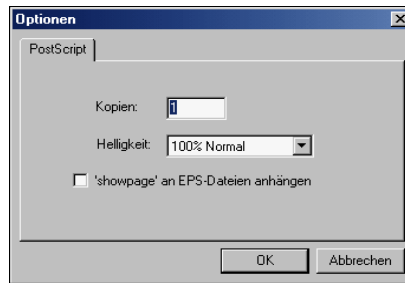 Optionen
PostScript
Kopien: 1
Helligkeit: 100% Normal
'showpage' an EPS-Dateien anhängen
OK Abbrechen